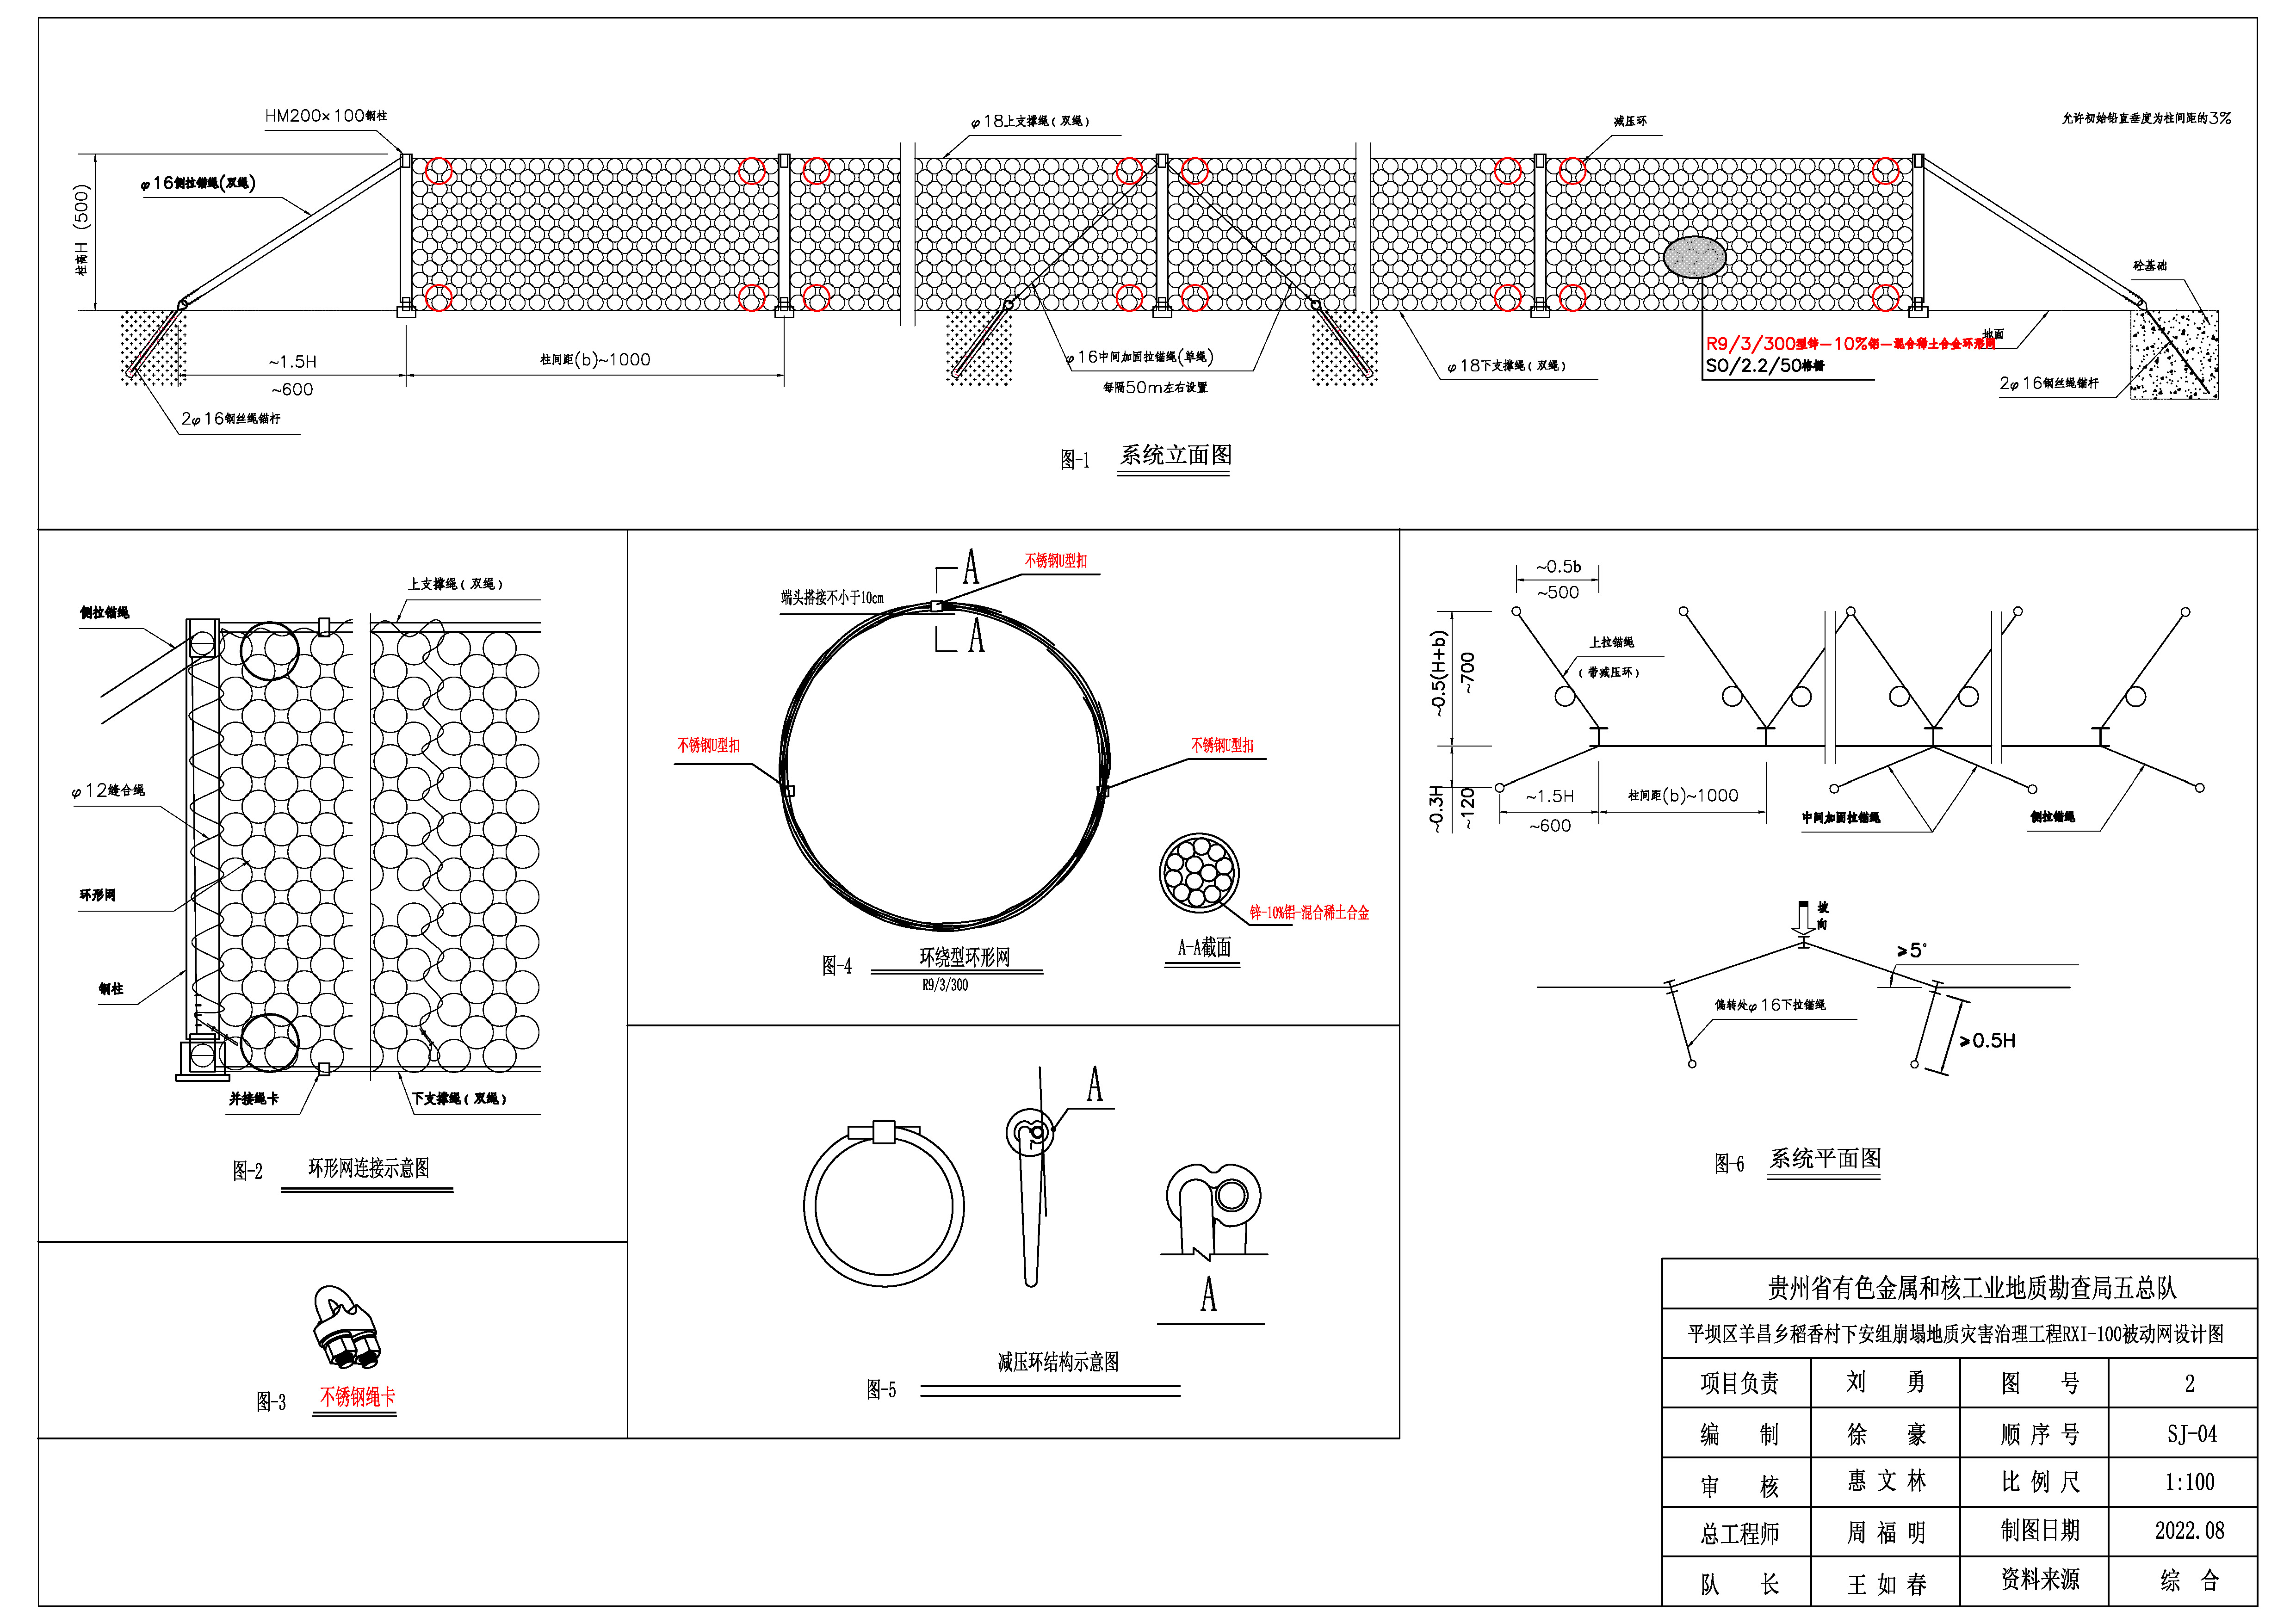 HM200×100钢柱
φ18上支撑绳(双绳)
减压环
允许初始铅直垂度为柱间距的3%
φ16侧拉锚绳(双绳)
柱高H (500)
砼基础
地面
~1.5H
~600
柱间距(b)~1000
φ16中间加固拉锚绳(单绳)
每隔50m左右设置
φ18下支撑绳(双绳)
R9/3/300型锌-10%铝-混合稀土合金环形网
S0/2.2/50格栅
2φ16钢丝绳锚杆
2φ16钢丝绳锚杆
图-1 系统立面图
上支撑绳(双绳)
侧拉锚绳
φ12缝合绳
环形网
钢柱
并接绳卡
下支撑绳(双绳)
图-2 环形网连接示意图
图-3 不锈钢绳卡
A
不锈钢U型扣
端头搭接不小于10cm
A
不锈钢U型扣
不锈钢U型扣
锌-10%铝-混合稀土合金
A-A截面
图-4 环绕型环形网
R9/3/300
A
A
减压环结构示意图
图-5
~0.5b
~500
上拉锚绳
(带减压环)
~0.5(H+b)
~700
~0.3H
~120
~1.5H
~600
柱间距(b)~1000
中间加固拉锚绳
侧拉锚绳
坡向
≥5°
偏转处φ16下拉锚绳
≥0.5H
图-6 系统平面图
贵州省有色金属和核工业地质勘查局五总队
平坝区羊昌乡稻香村下安组崩塌地质灾害治理工程RXI-100被动网设计图
项目负责 刘勇 图号 2
编制 徐豪 顺序号 SJ-04
审核 惠文林 比例尺 1:100
总工程师 周福明 制图日期 2022.08
队长 王如春 资料来源 综合